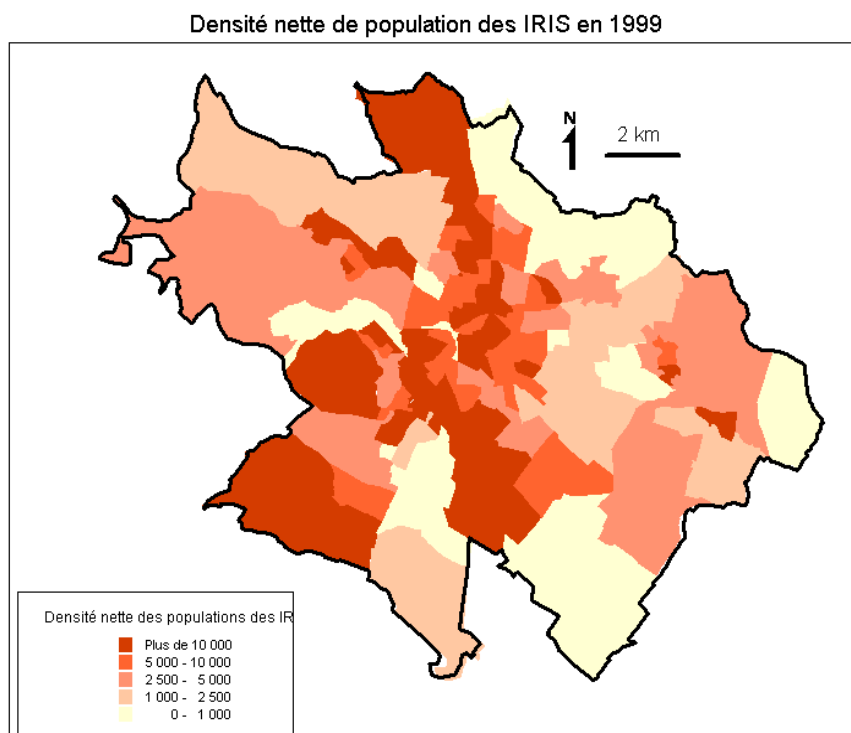 Densité nette de population des IRIS en 1999
N
2 km
Densité nette des populations des IR
Plus de 10 000
5 000 - 10 000
2 500 - 5 000
1 000 - 2 500
0 - 1 000